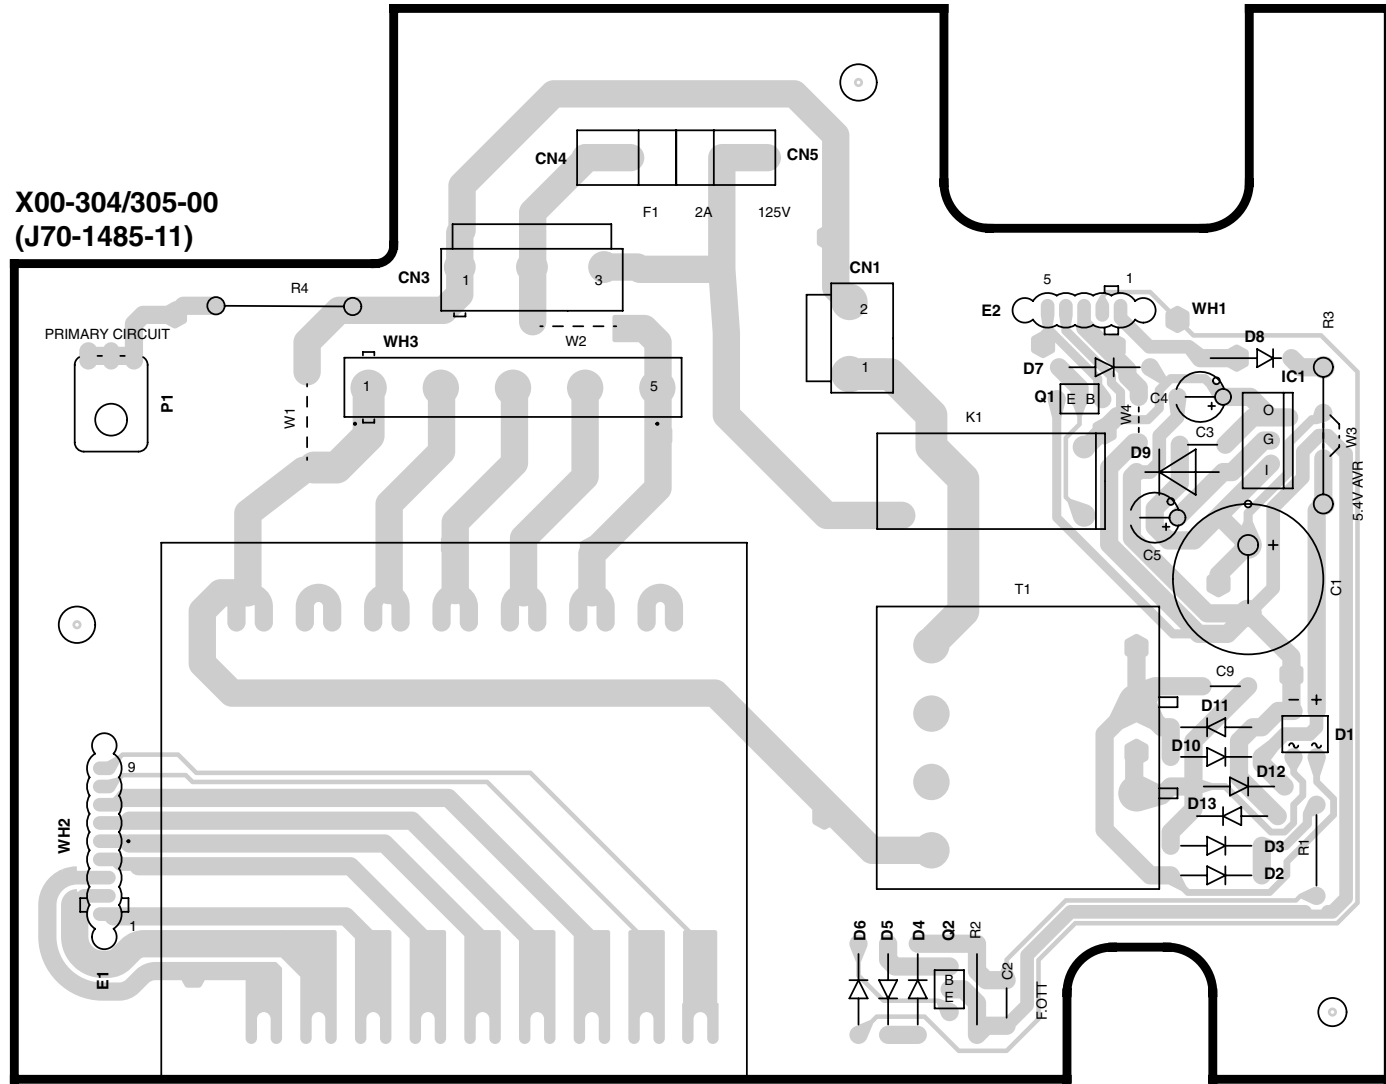 X00-304/305-00
(J70-1485-11)
CN4
CN5
F1 2A 125V
CN3
1 3
CN1
2
1
R4
PRIMARY CIRCUIT
- -
P1
WH3
W2
1 5
W1
E2
5 1
WH1
R3
D8
D7
IC1
Q1
E B
W4
C4
+
C3
O
G
I
W3
D9
K1
5.4V AVR
+
C5
+
C1
T1
C9
- +
D11
D1
~ ~
D10
D12
D13
D3
D2
R1
WH2
9
1
E1
D6
D5
D4
Q2
B
E
R2
C2
F.OTT